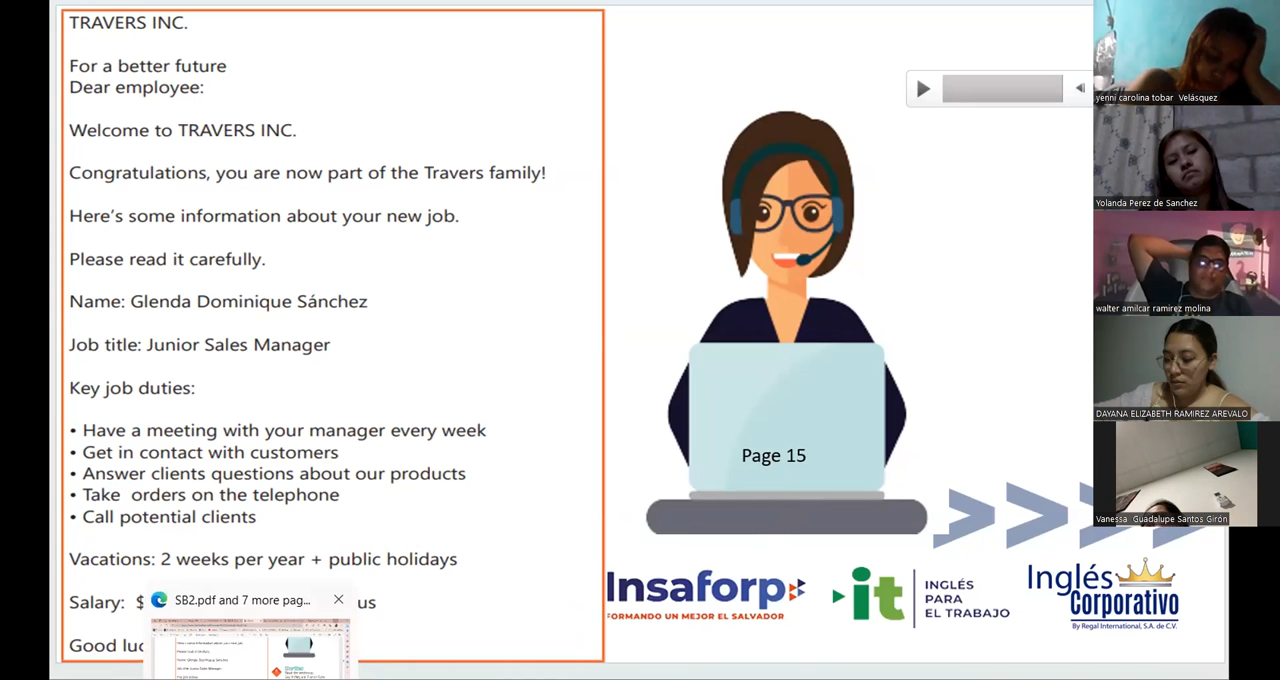 TRAVERS INC.
For a better future
Dear employee:
Welcome to TRAVERS INC.
Congratulations, you are now part of the Travers family!
Here's some information about your new job.
Please read it carefully.
Name: Glenda Dominique Sánchez
Job title: Junior Sales Manager
Key job duties:
• Have a meeting with your manager every week
• Get in contact with customers
• Answer clients questions about our products
• Take  orders on the telephone
• Call potential clients
Vacations: 2 weeks per year + public holidays
Salary: $
us
Good luc
SB2.pdf and 7 more pag...
Page 15
Insaforp
FORMANDO UN MEJOR EL SALVADOR
it
INGLÉS
PARA
EL TRABAJO
Inglés
Corporativo
By Regal International, S.A. de C.V.
yenni carolina tobar Velásquez
Yolanda Perez de Sanchez
walter amilcar ramirez molina
DAYANA ELIZABETH RAMIREZ AREVALO
Vanessa Guadalupe Santos Girón